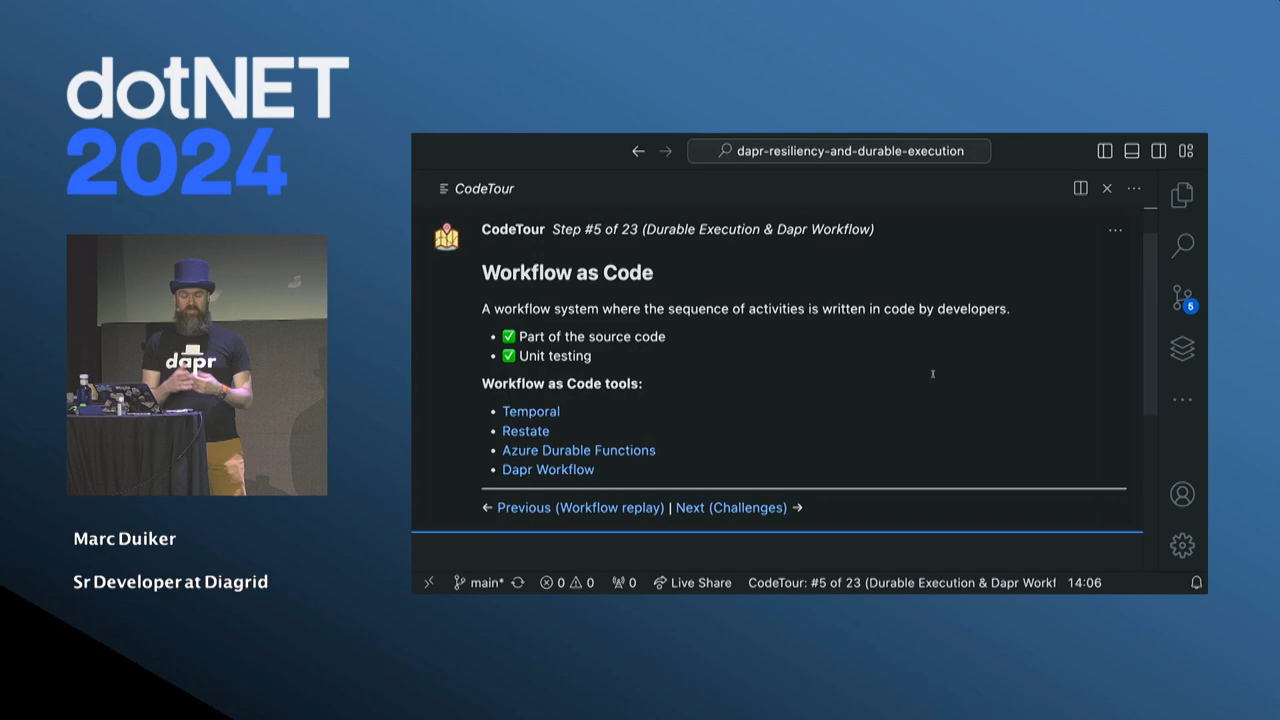 dotNET
2024
dapr
Marc Duiker
Sr Developer at Diagrid
dapr-resiliency-and-durable-execution
CodeTour
CodeTour Step #5 of 23 (Durable Execution & Dapr Workflow)
Workflow as Code
A workflow system where the sequence of activities is written in code by developers.
• ✅ Part of the source code
• ✅ Unit testing
Workflow as Code tools:
• Temporal
• Restate
• Azure Durable Functions
• Dapr Workflow
← Previous (Workflow replay) | Next (Challenges) →
5
main* 0 0 0 Live Share CodeTour: #5 of 23 (Durable Execution & Dapr Workf 14:06